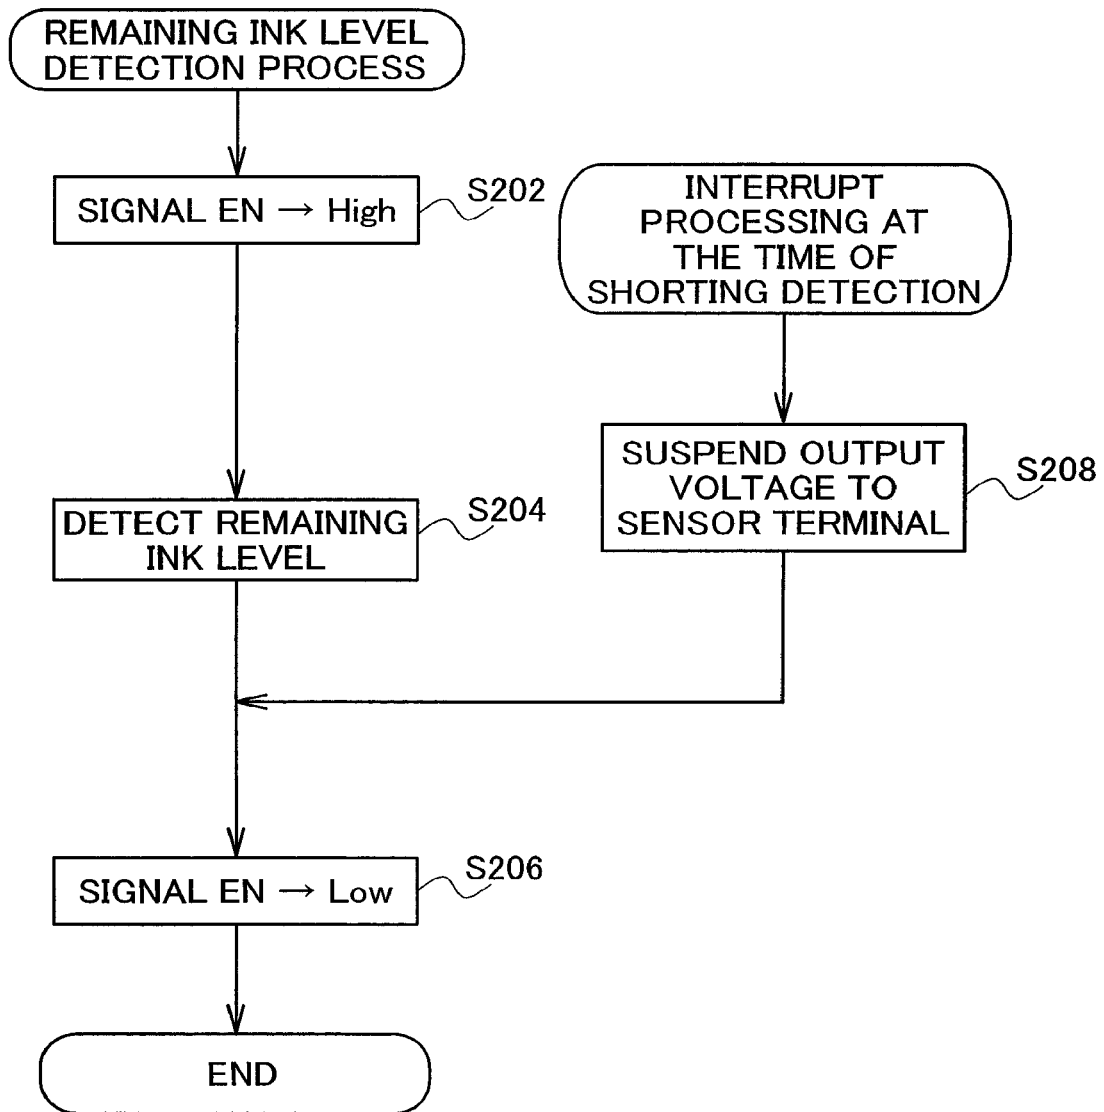 REMAINING INK LEVEL
DETECTION PROCESS
SIGNAL EN → High
S202
INTERRUPT
PROCESSING AT
THE TIME OF
SHORTING DETECTION
SUSPEND OUTPUT
VOLTAGE TO
SENSOR TERMINAL
S208
DETECT REMAINING
INK LEVEL
S204
SIGNAL EN → Low
S206
END